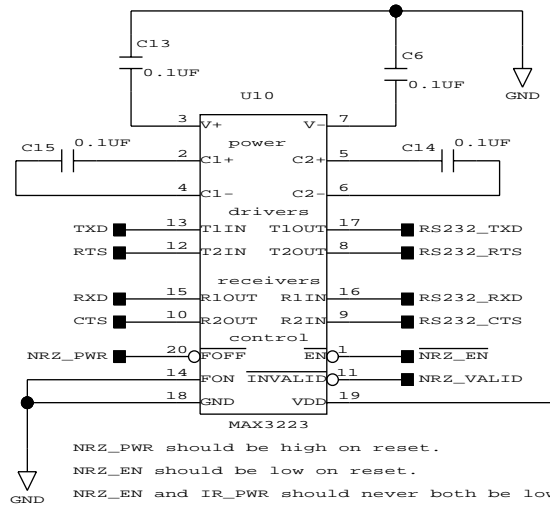 C13
0.1UF
C6
0.1UF
GND
U10
3 V+ V- 7
power
C15 0.1UF 2 C1+ C2+ 5 C14 0.1UF
4 C1- C2- 6
drivers
TXD 13 T1IN T1OUT 17 RS232_TXD
RTS 12 T2IN T2OUT 8 RS232_RTS
receivers
RXD 15 R1OUT R1IN 16 RS232_RXD
CTS 10 R2OUT R2IN 9 RS232_CTS
control
NRZ_PWR 20 FOFF EN 1 NRZ_EN
14 FON INVALID 11 NRZ_VALID
18 GND VDD 19
MAX3223
NRZ_PWR should be high on reset.
NRZ_EN should be low on reset.
GND
NRZ_EN and IR_PWR should never both be low